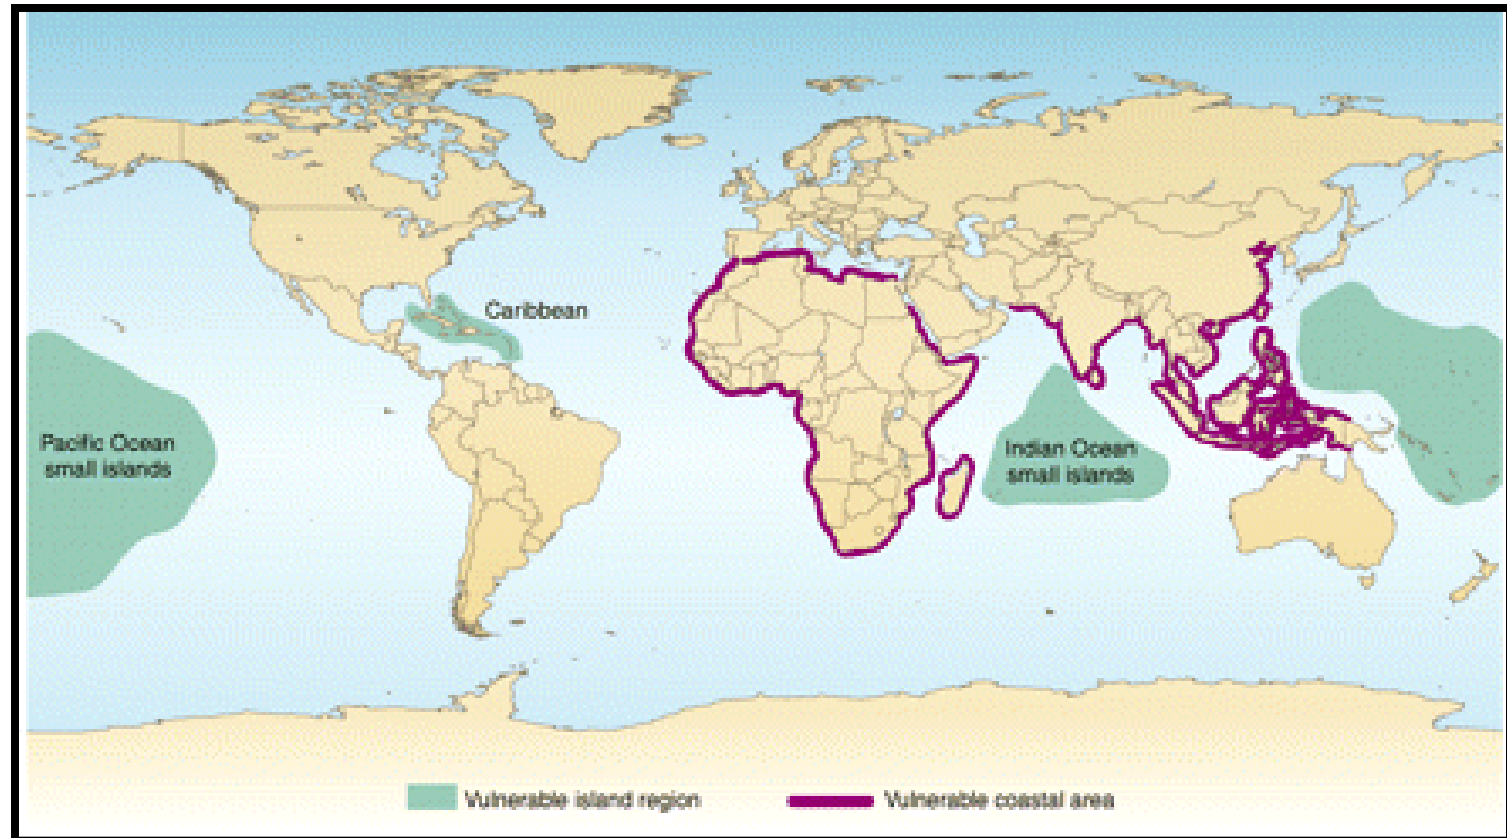 Caribbean
Pacific Ocean
small islands
Indian Ocean
small islands
Vulnerable island region
Vulnerable coastal area